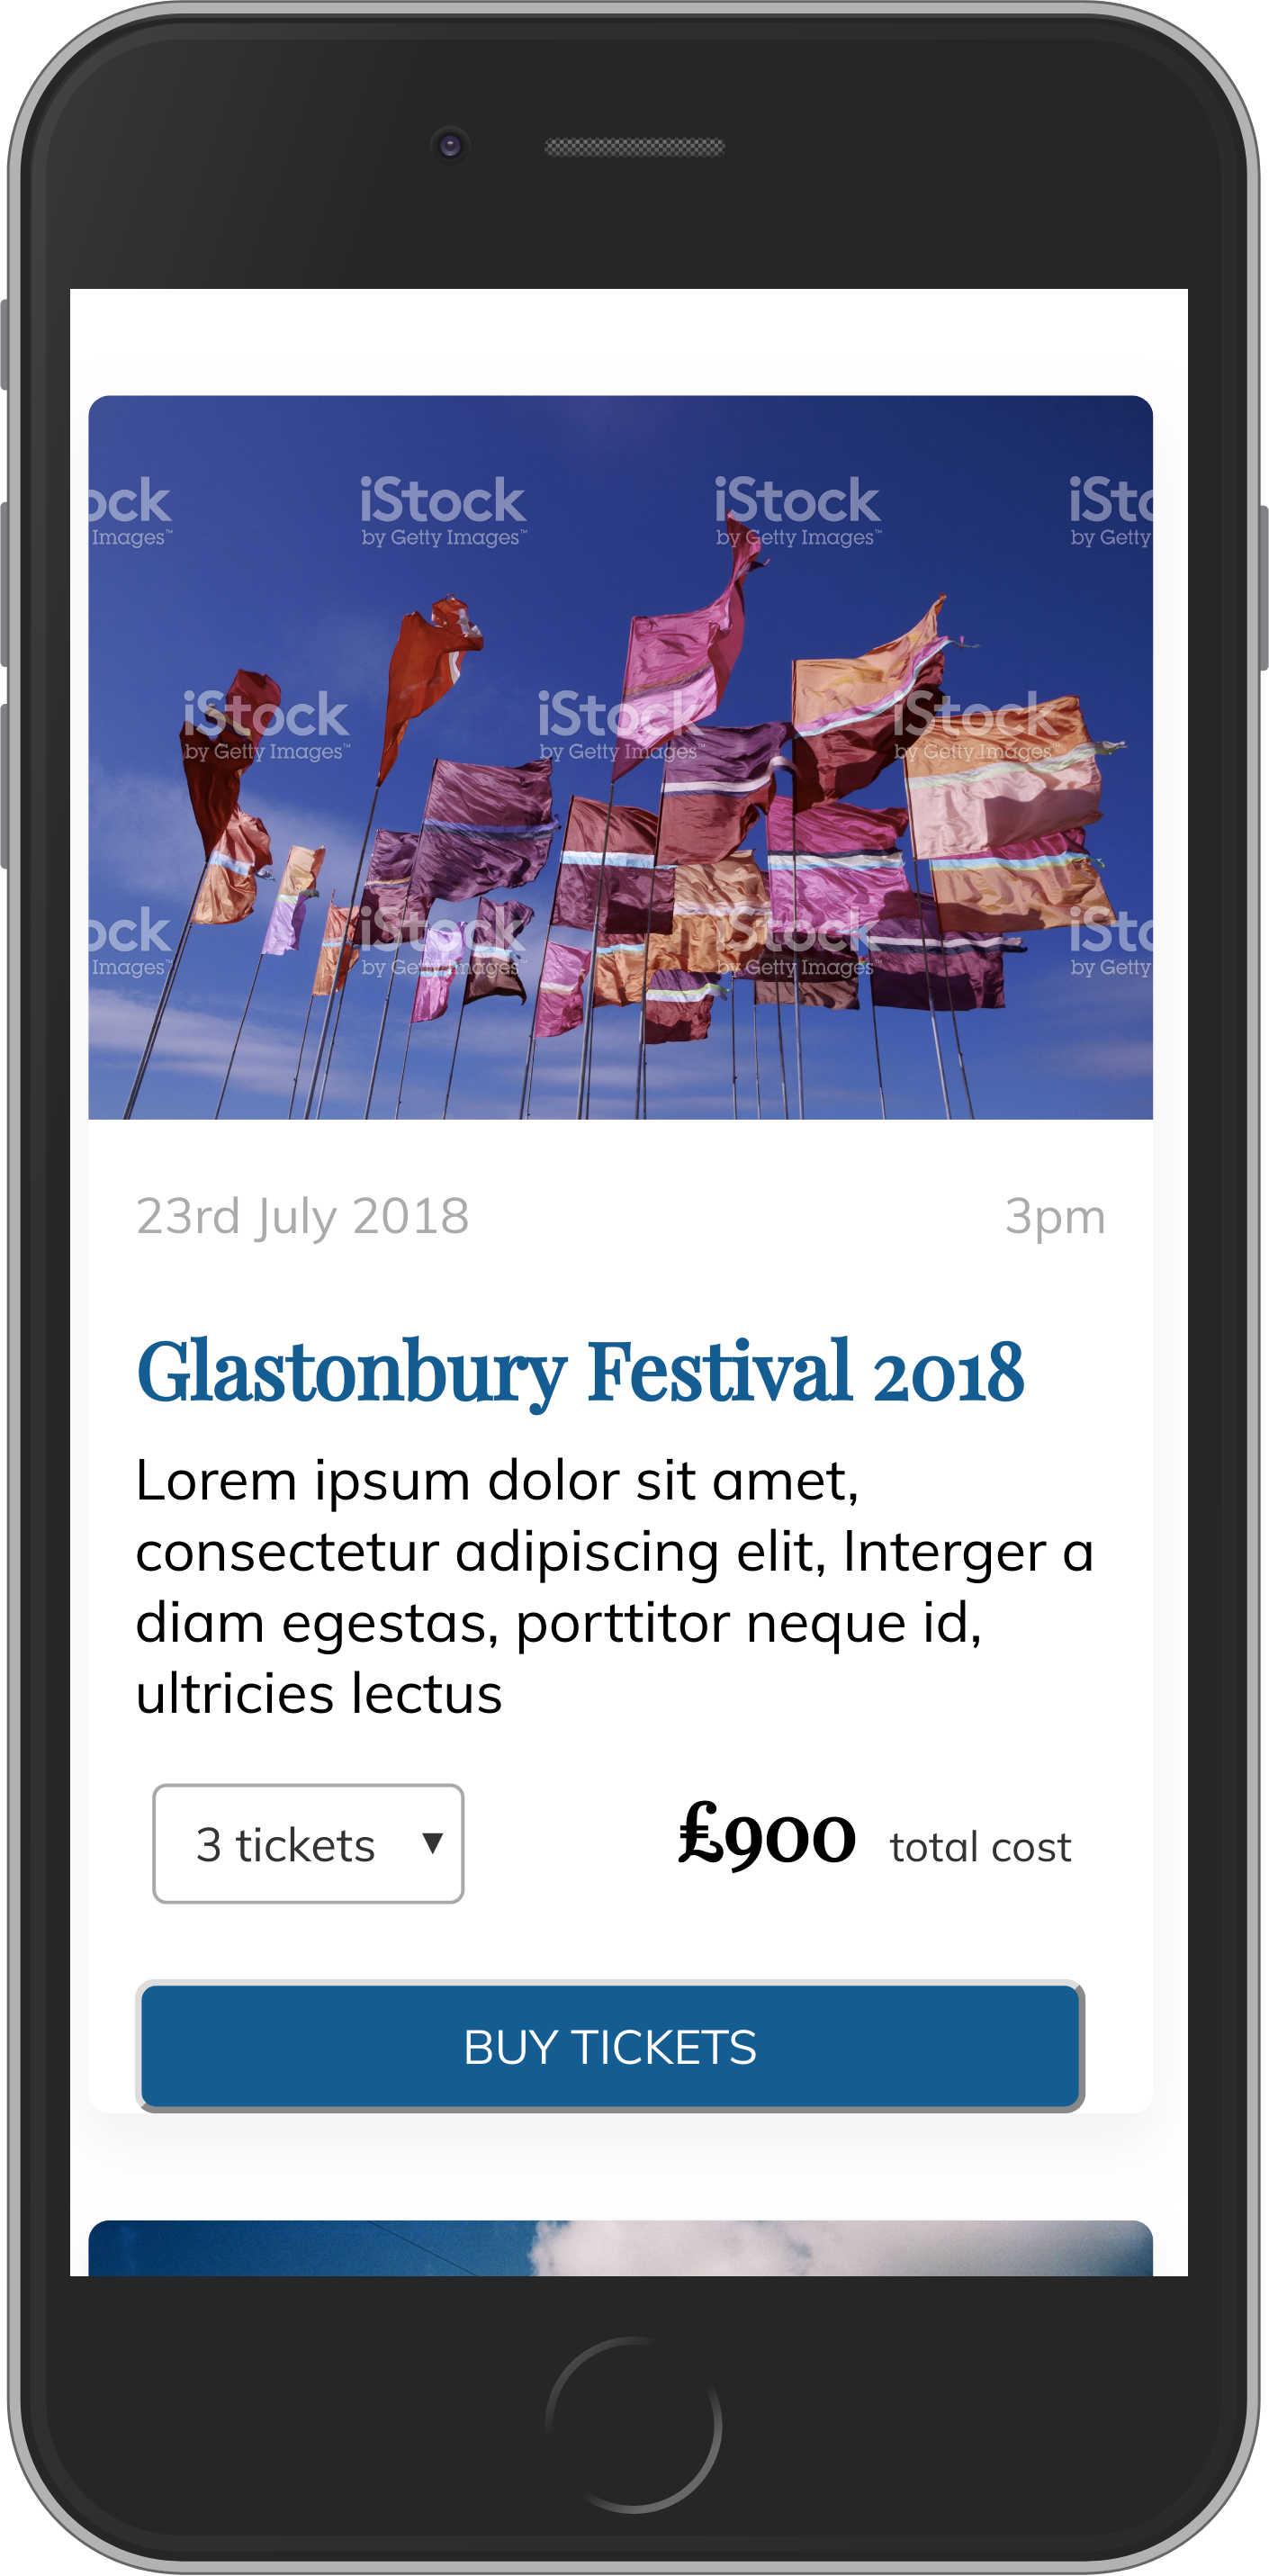 ock iStock iStock iStc
Images™ by Getty Images™ by Getty Images™ by Getty
iStock iStock iStock
by Getty Images™ by Getty Images™ by Getty Images™
ock iStock iStock iStc
Images™ by Getty Images™ by Getty Images™ by Getty
23rd July 2018 3pm
Glastonbury Festival 2018
Lorem ipsum dolor sit amet,
consectetur adipiscing elit, Interger a
diam egestas, porttitor neque id,
ultricies lectus
3 tickets ▼ £900 total cost
BUY TICKETS